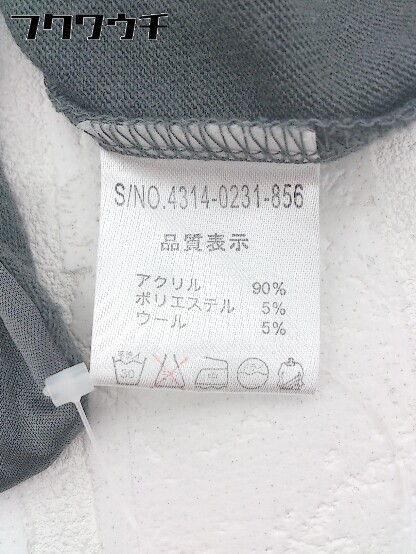 フクワウチ
S/NO.4314-0231-856
品質表示
アクリル 90%
ポリエステル 5%
ウール 5%
30